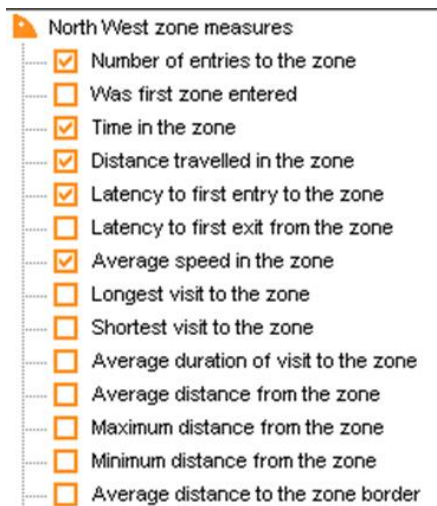 North West zone measures
Number of entries to the zone
Was first zone entered
Time in the zone
Distance travelled in the zone
Latency to first entry to the zone
Latency to first exit from the zone
Average speed in the zone
Longest visit to the zone
Shortest visit to the zone
Average duration of visit to the zone
Average distance from the zone
Maximum distance from the zone
Minimum distance from the zone
Average distance to the zone border